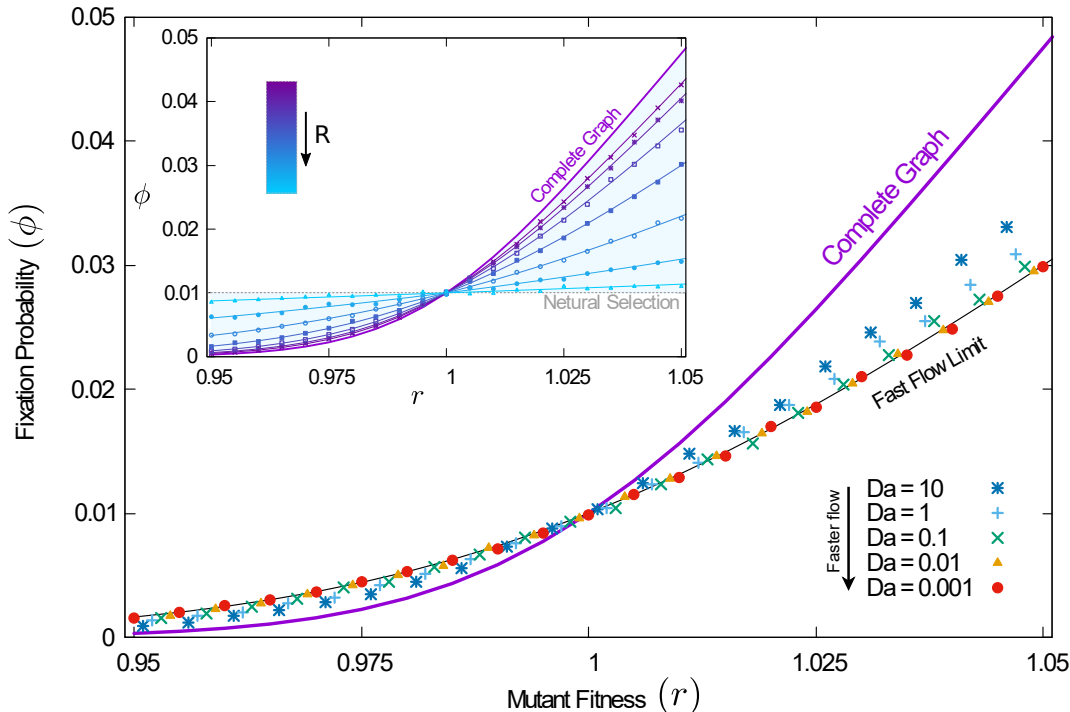 0.05
0.04
0.03
0.02
0.01
0
0.95
0.975
1
1.025
1.05
Fixation Probability (ϕ)
Mutant Fitness (r)
0.05
0.04
0.03
0.02
0.01
0
0.95
0.975
1
1.025
1.05
ϕ
r
R
Complete Graph
Netural Selection
Complete Graph
Fast Flow Limit
Faster flow
Da = 10
Da = 1
Da = 0.1
Da = 0.01
Da = 0.001